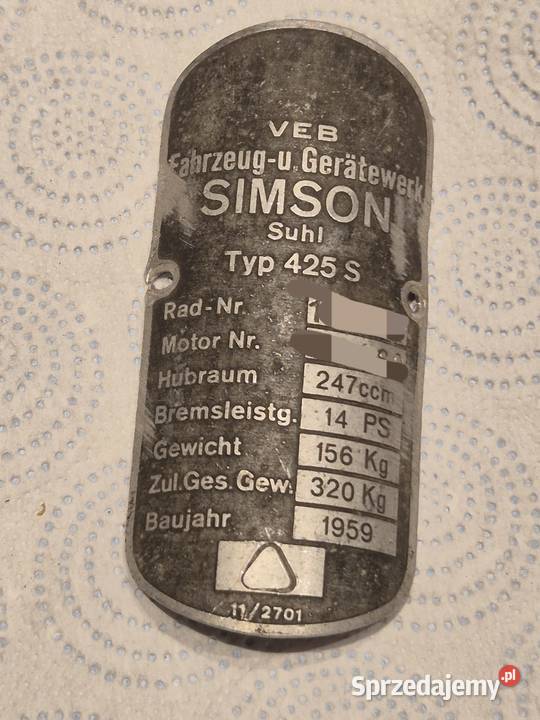 VEB
Fahrzeug-u. Gerätewerk
SIMSON
Suhl
Typ 425 S
Rad-Nr.
Motor Nr.
Hubraum 247ccm
Bremsleistg. 14 PS
Gewicht 156 Kg
Zul.Ges.Gew. 320 Kg
Baujahr 1959
11/2701
Sprzedajemy.pl